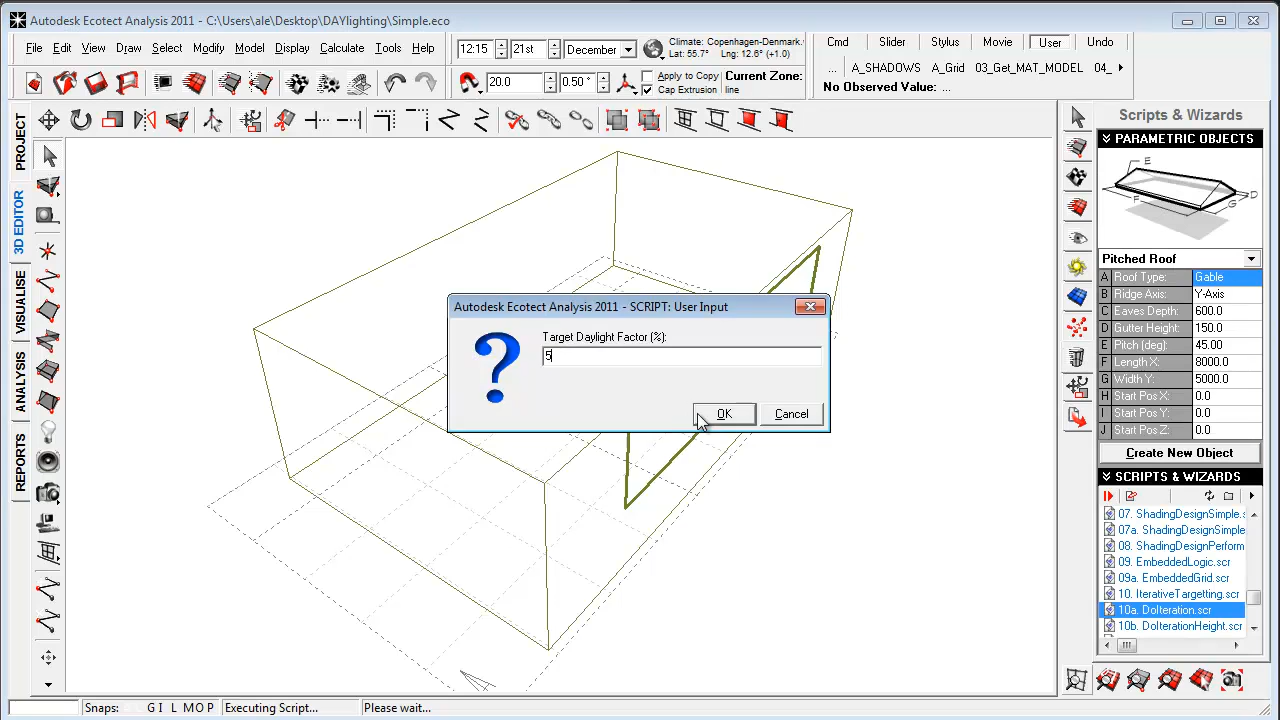 Autodesk Ecotect Analysis 2011 - C:\Users\ale\Desktop\DAYlighting\Simple.eco
File Edit View Draw Select Modify Model Display Calculate Tools Help
12:15 21st December
Climate: Copenhagen-Denmark.
Lat: 55.7° Lng: 12.6° (+1.0)
Cmd Slider Stylus Movie User Undo
A_SHADOWS A_Grid 03_Get_MAT_MODEL 04_
No Observed Value: ...
20.0 0.50 °
Apply to Copy
Cap Extrusion
Current Zone:
line
PROJECT
3D EDITOR
VISUALISE
ANALYSIS
REPORTS
Autodesk Ecotect Analysis 2011 - SCRIPT: User Input
Target Daylight Factor (%):
5
OK Cancel
Scripts & Wizards
PARAMETRIC OBJECTS
E
D
F
G
Pitched Roof
A Roof Type: Gable
B Ridge Axis: Y-Axis
C Eaves Depth: 600.0
D Gutter Height: 150.0
E Pitch (deg): 45.00
F Length X: 8000.0
G Width Y: 5000.0
H Start Pos X: 0.0
I Start Pos Y: 0.0
J Start Pos Z: 0.0
Create New Object
SCRIPTS & WIZARDS
07. ShadingDesignSimple.s
07a. ShadingDesignSimple
08. ShadingDesignPerform
09. EmbeddedLogic.scr
09a. EmbeddedGrid.scr
10. IterativeTargetting.scr
10a. DoIteration.scr
10b. DoIterationHeight.scr
Snaps: G I L M O P Executing Script... Please wait...